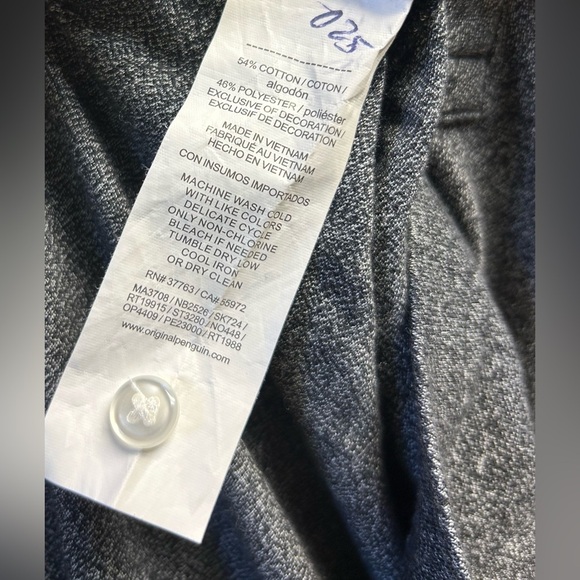 025
54% COTTON / COTON /
algodón
46% POLYESTER / poliéster
EXCLUSIVE OF DECORATION /
EXCLUSIF DE DECORATION
MADE IN VIETNAM
FABRIQUÉ AU VIETNAM
HECHO EN VIETNAM
CON INSUMOS IMPORTADOS
MACHINE WASH COLD
WITH LIKE COLORS
DELICATE CYCLE
ONLY NON-CHLORINE
BLEACH IF NEEDED
TUMBLE DRY LOW
COOL IRON
OR DRY CLEAN
RN# 37763 / CA# 55972
MA3708 / NB2526 / SK724 /
RT19915 / ST3280 / NO448 /
OP4409 / PE23000 / RT1988
www.originalpenguin.com